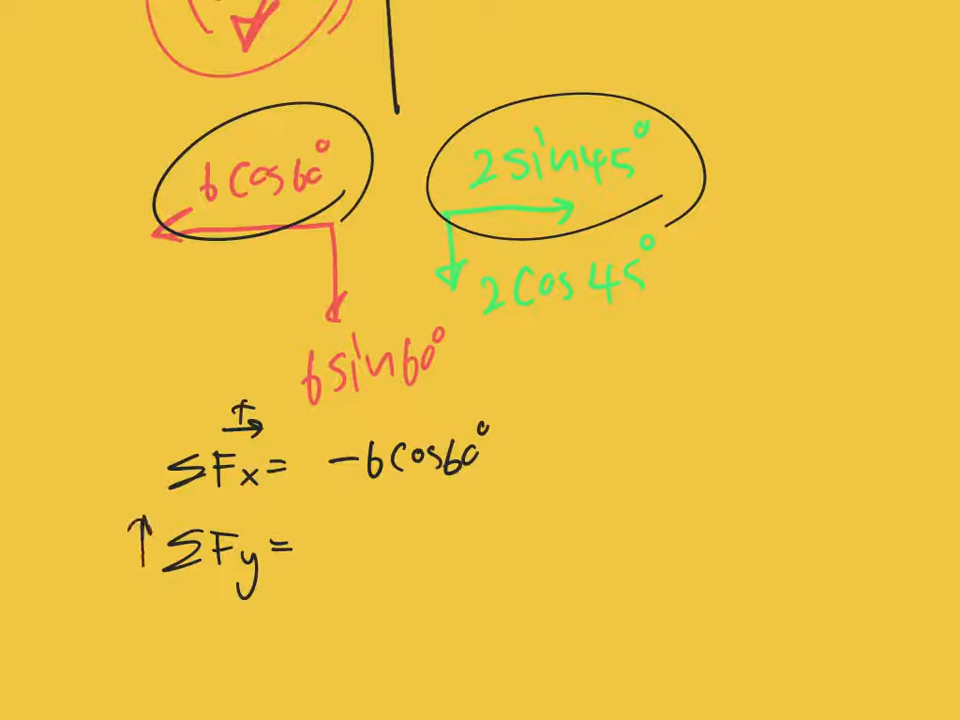 6cos60° 2sin45°
2cos45°
6sin60°
+
ΣFx= -6cos60°
↑ΣFy=